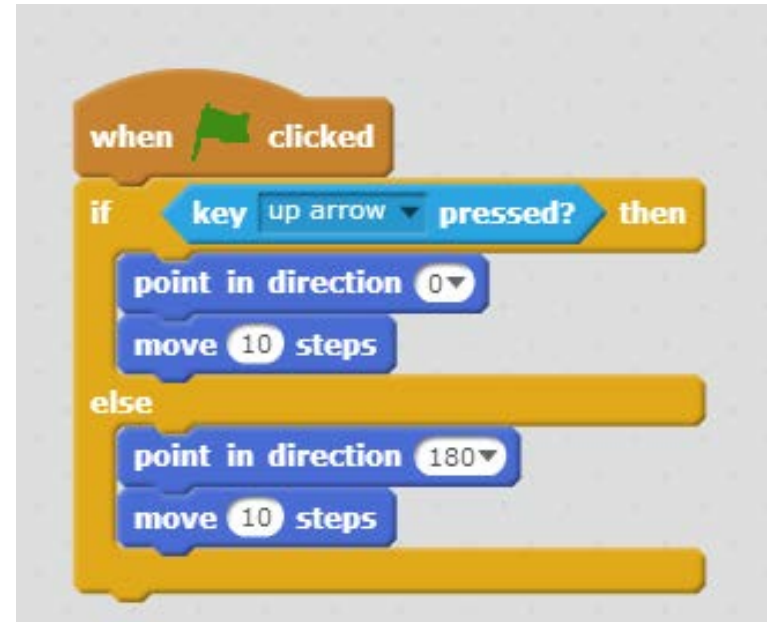 when clicked
if key up arrow pressed? then
point in direction 0
move 10 steps
else
point in direction 180
move 10 steps